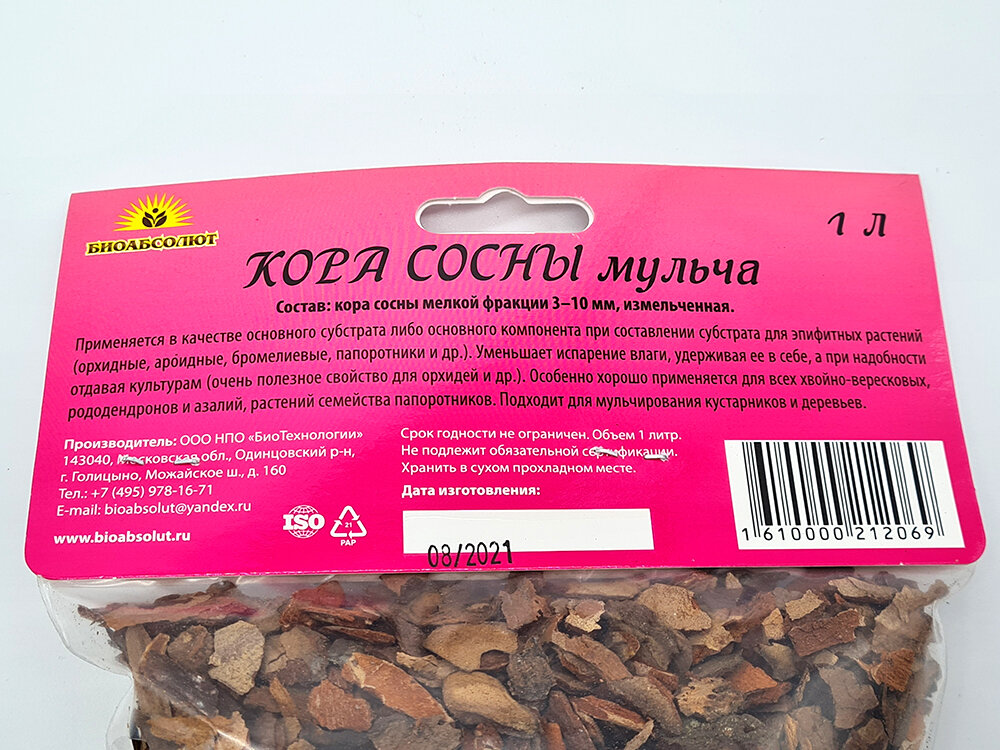 БИОАБСОЛЮТ
1 л
КОРА СОСНЫ мульча
Состав: кора сосны мелкой фракции 3–10 мм, измельченная.
Применяется в качестве основного субстрата либо основного компонента при составлении субстрата для эпифитных растений
(орхидные, ароидные, бромелиевые, папоротники и др.). Уменьшает испарение влаги, удерживая ее в себе, а при надобности
отдавая культурам (очень полезное свойство для орхидей и др.). Особенно хорошо применяется для всех хвойно-вересковых,
рододендронов и азалий, растений семейства папоротников. Подходит для мульчирования кустарников и деревьев.
Производитель: ООО НПО «БиоТехнологии»
143040, Московская обл., Одинцовский р-н,
г. Голицыно, Можайское ш., д. 160
Тел.: +7 (495) 978-16-71
E-mail: bioabsolut@yandex.ru
www.bioabsolut.ru
ISO
21
PAP
Срок годности не ограничен. Объем 1 литр.
Не подлежит обязательной сертификации.
Хранить в сухом прохладном месте.
Дата изготовления:
08/2021
1 610000 212069